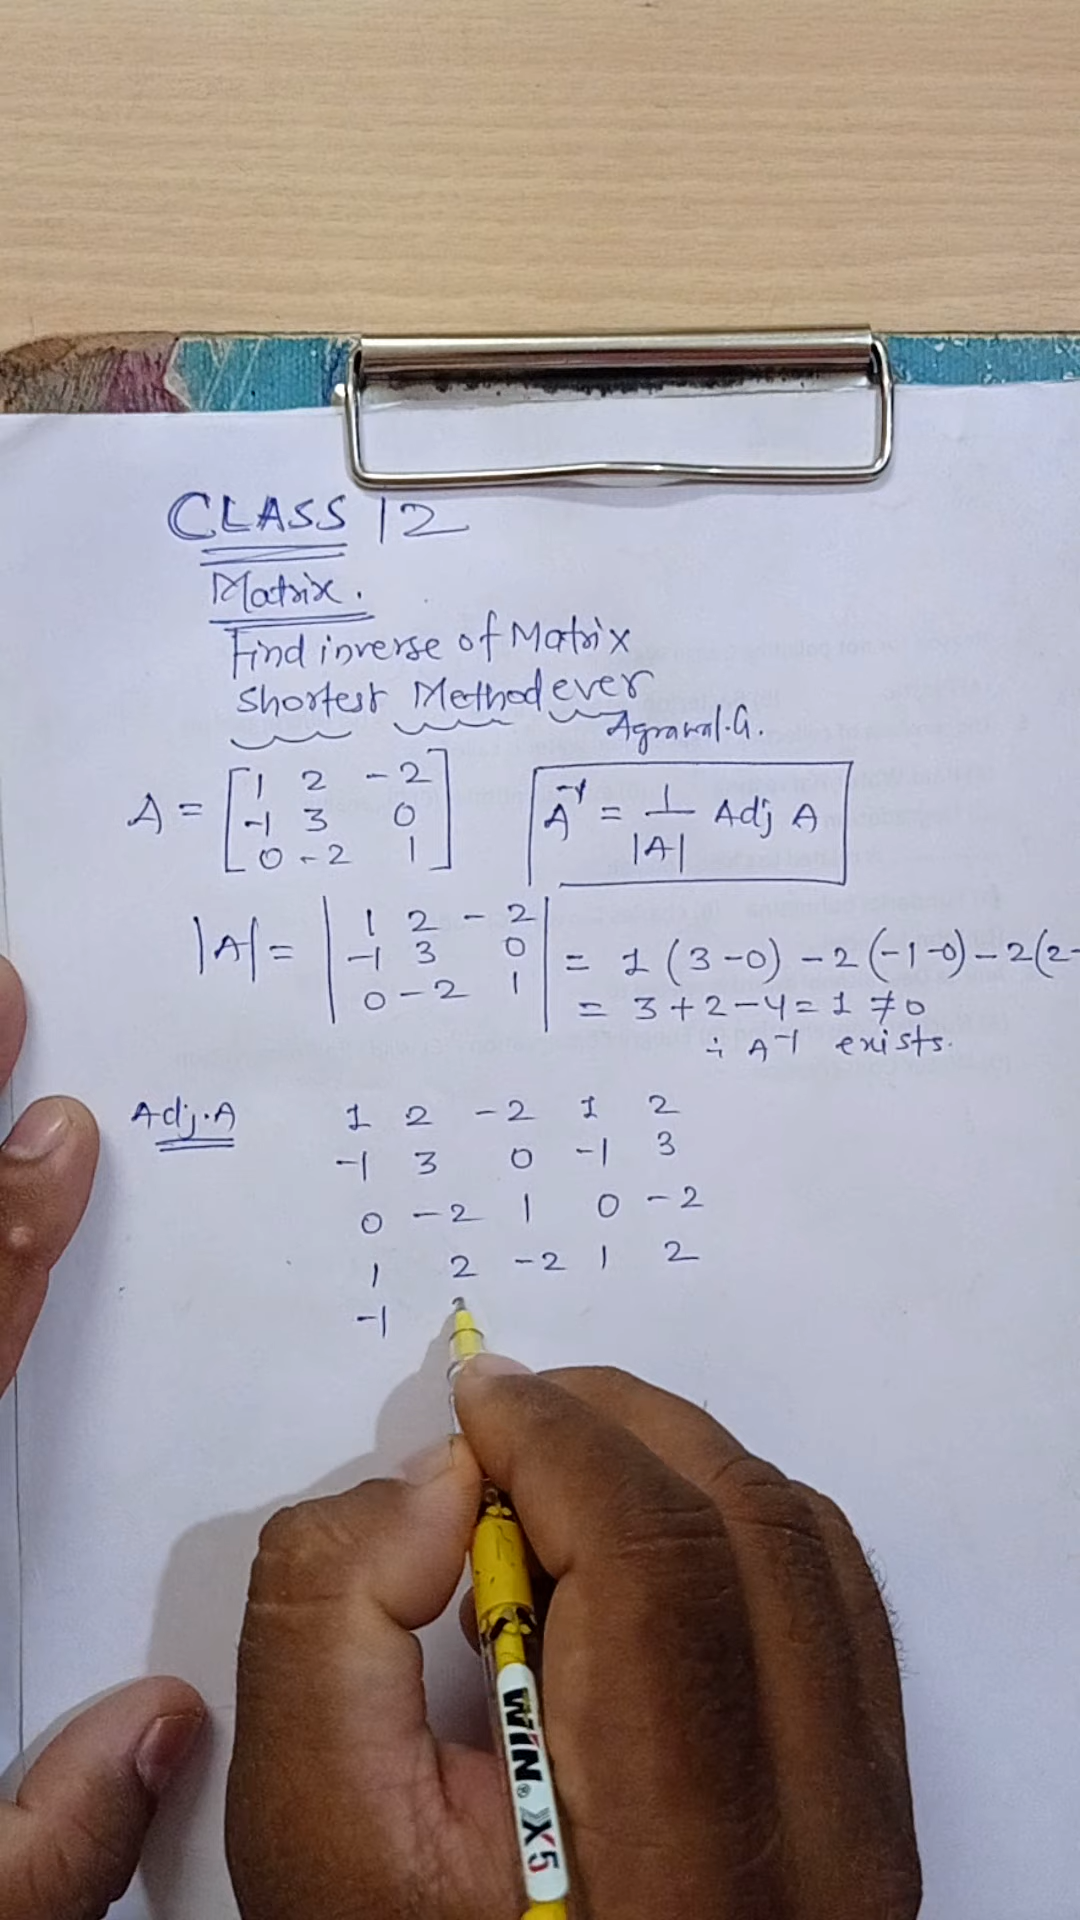 CLASS 12
Matrix.
Find inverse of Matrix
shortest Method ever
Agrawal.G.
A = [1 2 -2
-1 3 0
0 -2 1]
A⁻¹ = 1/|A| Adj A
|A| = |1 2 -2
-1 3 0
0 -2 1|
= 1 (3-0) -2 (-1-0) -2(2-
= 3+2-4 = 1 ≠0
∴ A⁻¹ exists.
Adj.A
1 2 -2 1 2
-1 3 0 -1 3
0 -2 1 0 -2
1 2 -2 1 2
-1
WIN® X5